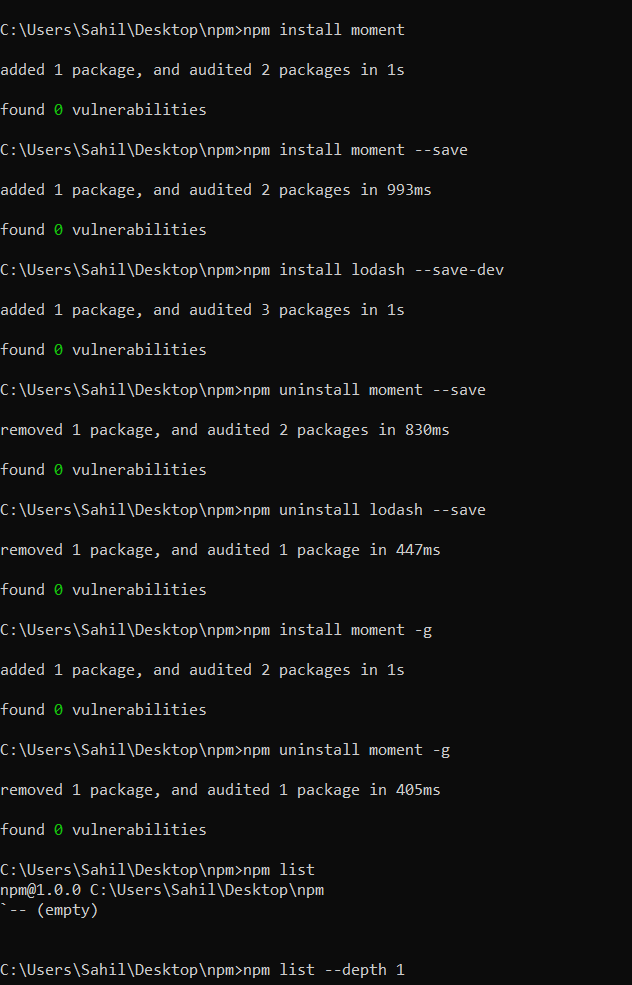 C:\Users\Sahil\Desktop\npm>npm install moment
added 1 package, and audited 2 packages in 1s
found 0 vulnerabilities
C:\Users\Sahil\Desktop\npm>npm install moment --save
added 1 package, and audited 2 packages in 993ms
found 0 vulnerabilities
C:\Users\Sahil\Desktop\npm>npm install lodash --save-dev
added 1 package, and audited 3 packages in 1s
found 0 vulnerabilities
C:\Users\Sahil\Desktop\npm>npm uninstall moment --save
removed 1 package, and audited 2 packages in 830ms
found 0 vulnerabilities
C:\Users\Sahil\Desktop\npm>npm uninstall lodash --save
removed 1 package, and audited 1 package in 447ms
found 0 vulnerabilities
C:\Users\Sahil\Desktop\npm>npm install moment -g
added 1 package, and audited 2 packages in 1s
found 0 vulnerabilities
C:\Users\Sahil\Desktop\npm>npm uninstall moment -g
removed 1 package, and audited 1 package in 405ms
found 0 vulnerabilities
C:\Users\Sahil\Desktop\npm>npm list
npm@1.0.0 C:\Users\Sahil\Desktop\npm
`-- (empty)
C:\Users\Sahil\Desktop\npm>npm list --depth 1